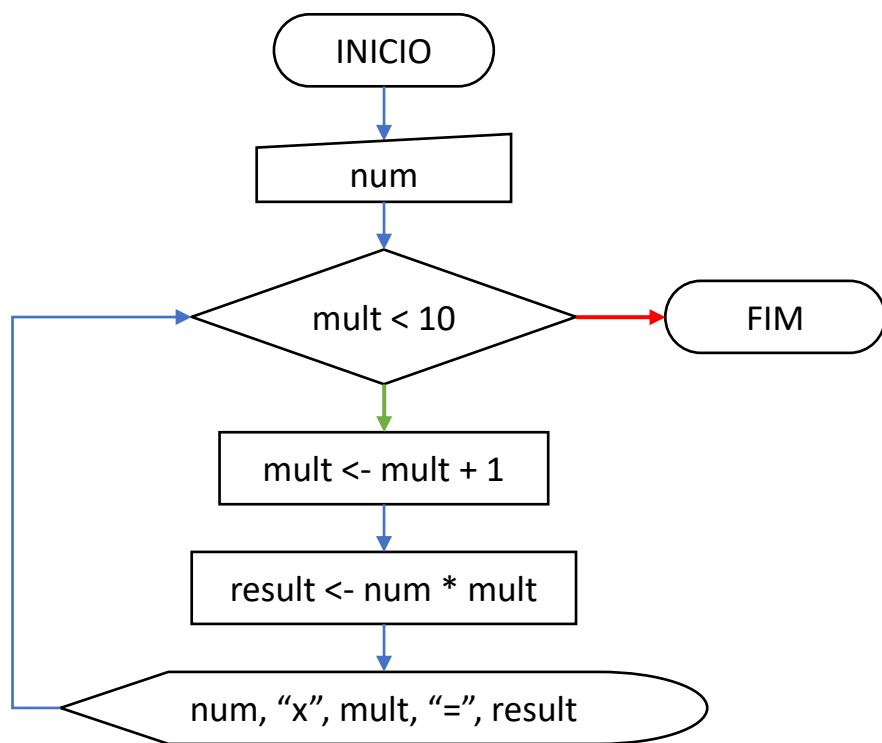 INICIO
num
mult < 10
FIM
mult <- mult + 1
result <- num * mult
num, “x”, mult, “=”, result